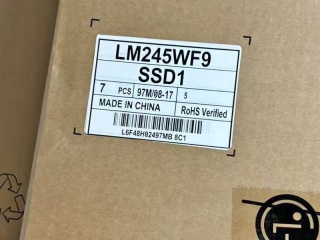 LM245WF9
SSD1
7 PCS 97M/08-17 5
MADE IN CHINA RoHS Verified
L6F48H02497MB 8C1